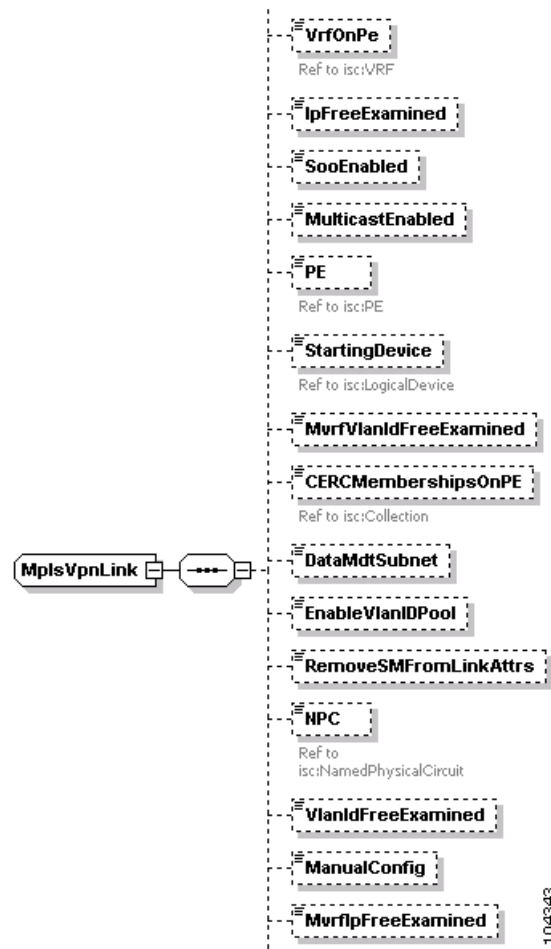 VrfOnPe
Ref to isc:VRF
IpFreeExamined
SooEnabled
MulticastEnabled
PE
Ref to isc:PE
StartingDevice
Ref to isc:LogicalDevice
MvrfVlanIdFreeExamined
CERCMembershipsOnPE
Ref to isc:Collection
MplsVpnLink
DataMdtSubnet
EnableVlanIDPool
RemoveSMFromLinkAttrs
NPC
Ref to
isc:NamedPhysicalCircuit
VlanIdFreeExamined
ManualConfig
MvrfIpFreeExamined
104343